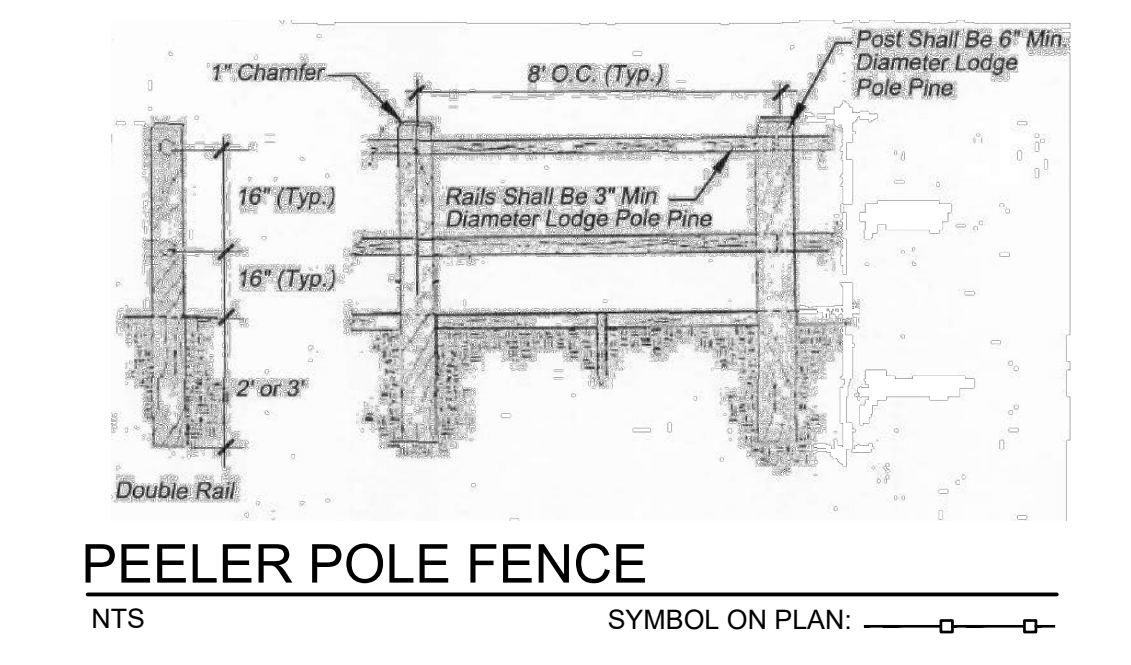 1" Chamfer
8' O.C. (Typ.)
Post Shall Be 6" Min.
Diameter Lodge
Pole Pine
16" (Typ.)
Rails Shall Be 3" Min
Diameter Lodge Pole Pine
16" (Typ.)
2' or 3'
Double Rail
PEELER POLE FENCE
NTS
SYMBOL ON PLAN: